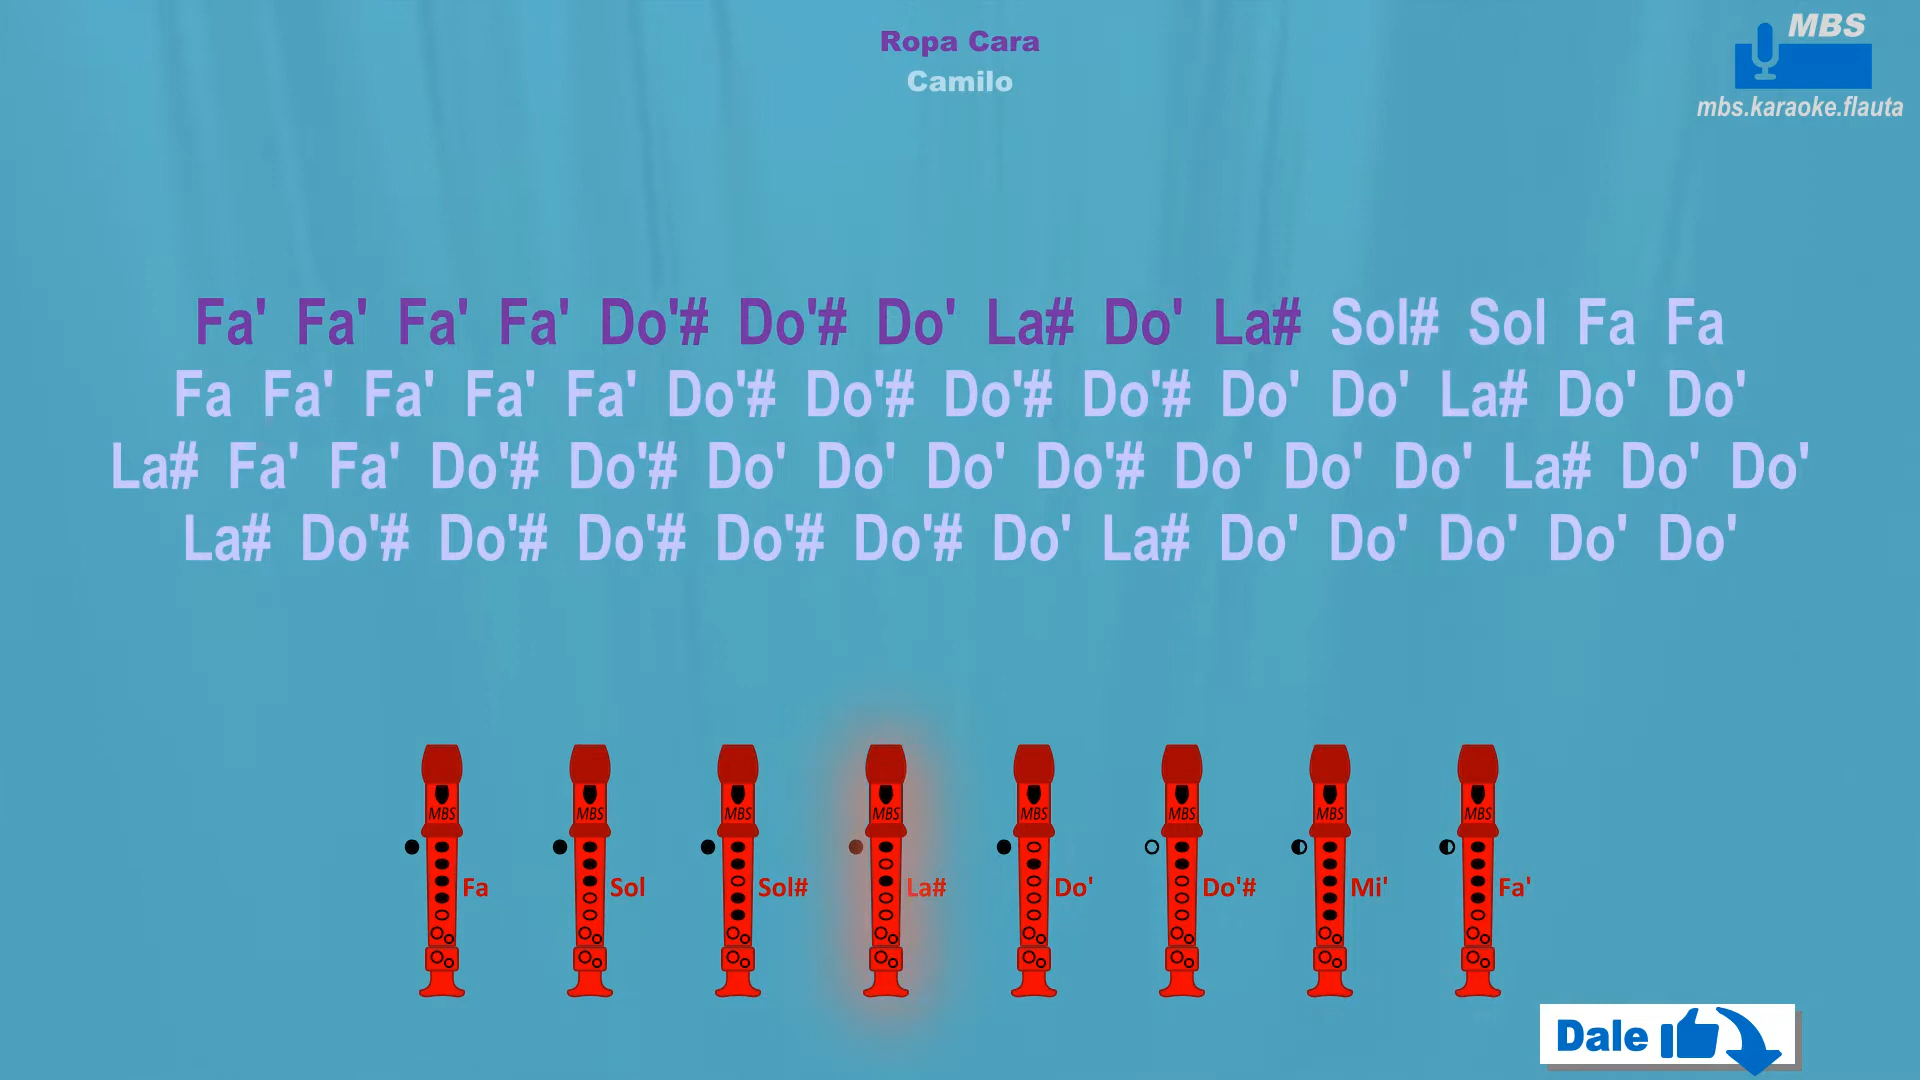 Ropa Cara
Camilo
MBS
mbs.karaoke.flauta
Fa' Fa' Fa' Fa' Do'# Do'# Do' La# Do' La# Sol# Sol Fa Fa
Fa Fa' Fa' Fa' Fa' Do'# Do'# Do'# Do'# Do' Do' La# Do' Do'
La# Fa' Fa' Do'# Do'# Do' Do' Do' Do'# Do' Do' Do' La# Do' Do'
La# Do'# Do'# Do'# Do'# Do'# Do' La# Do' Do' Do' Do' Do'
MBS MBS MBS MBS MBS MBS MBS MBS
Fa Sol Sol# La# Do' Do'# Mi' Fa'
Dale